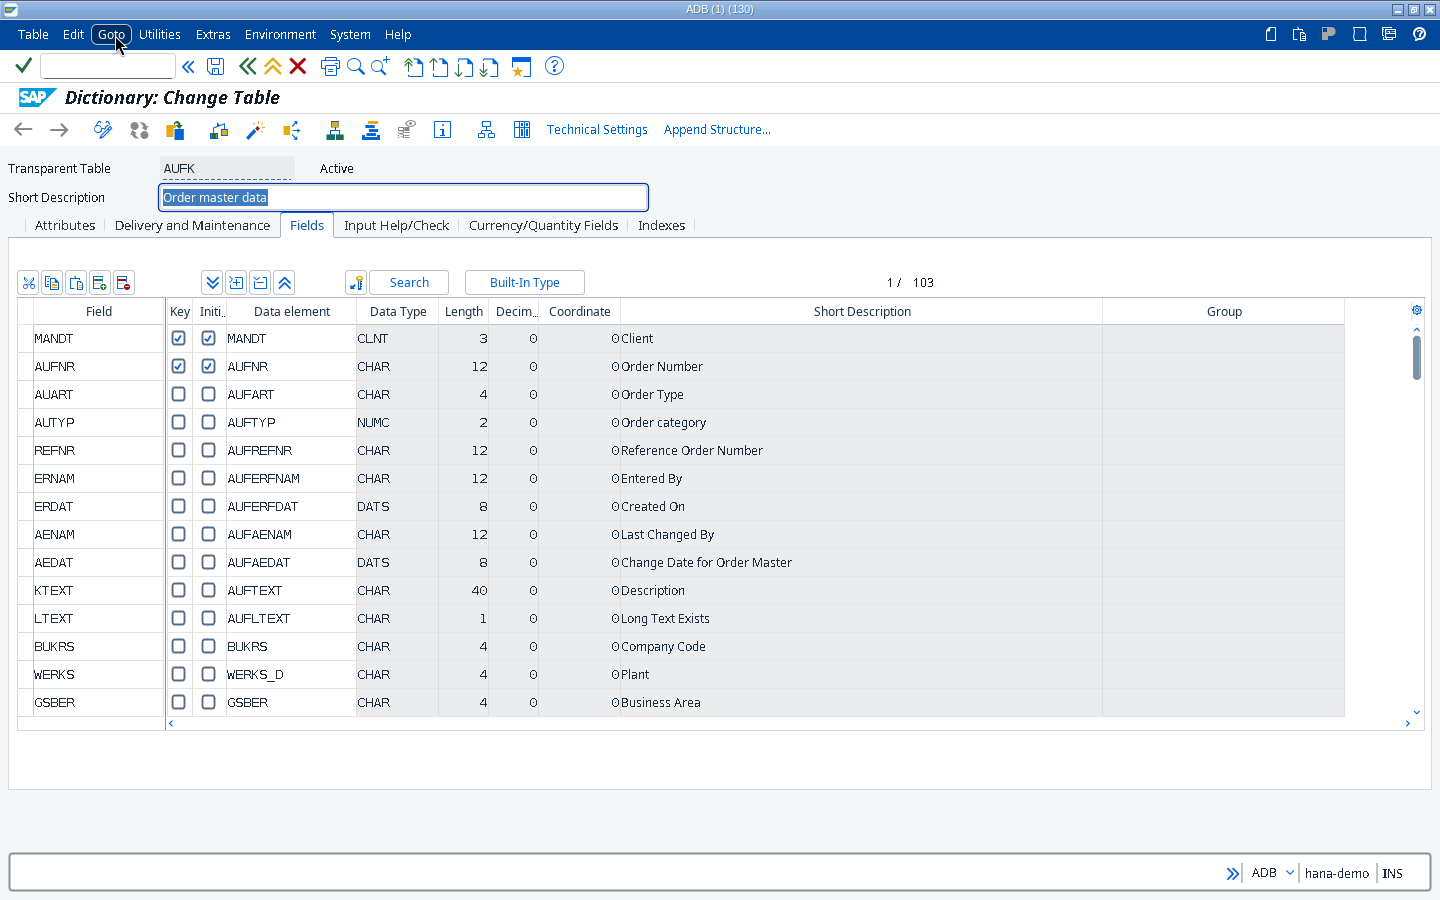 ADB (1) (130)
Table Edit Goto Utilities Extras Environment System Help
SAP Dictionary: Change Table
Technical Settings Append Structure...
Transparent Table AUFK Active
Short Description Order master data
Attributes Delivery and Maintenance Fields Input Help/Check Currency/Quantity Fields Indexes
Search Built-In Type 1 / 103
Field Key Initi.. Data element Data Type Length Decim... Coordinate Short Description Group
MANDT MANDT CLNT 3 0 0 Client
AUFNR AUFNR CHAR 12 0 0 Order Number
AUART AUFART CHAR 4 0 0 Order Type
AUTYP AUFTYP NUMC 2 0 0 Order category
REFNR AUFREFNR CHAR 12 0 0 Reference Order Number
ERNAM AUFERFNAM CHAR 12 0 0 Entered By
ERDAT AUFERFDAT DATS 8 0 0 Created On
AENAM AUFAENAM CHAR 12 0 0 Last Changed By
AEDAT AUFAEDAT DATS 8 0 0 Change Date for Order Master
KTEXT AUFTEXT CHAR 40 0 0 Description
LTEXT AUFLTEXT CHAR 1 0 0 Long Text Exists
BUKRS BUKRS CHAR 4 0 0 Company Code
WERKS WERKS_D CHAR 4 0 0 Plant
GSBER GSBER CHAR 4 0 0 Business Area
ADB hana-demo INS